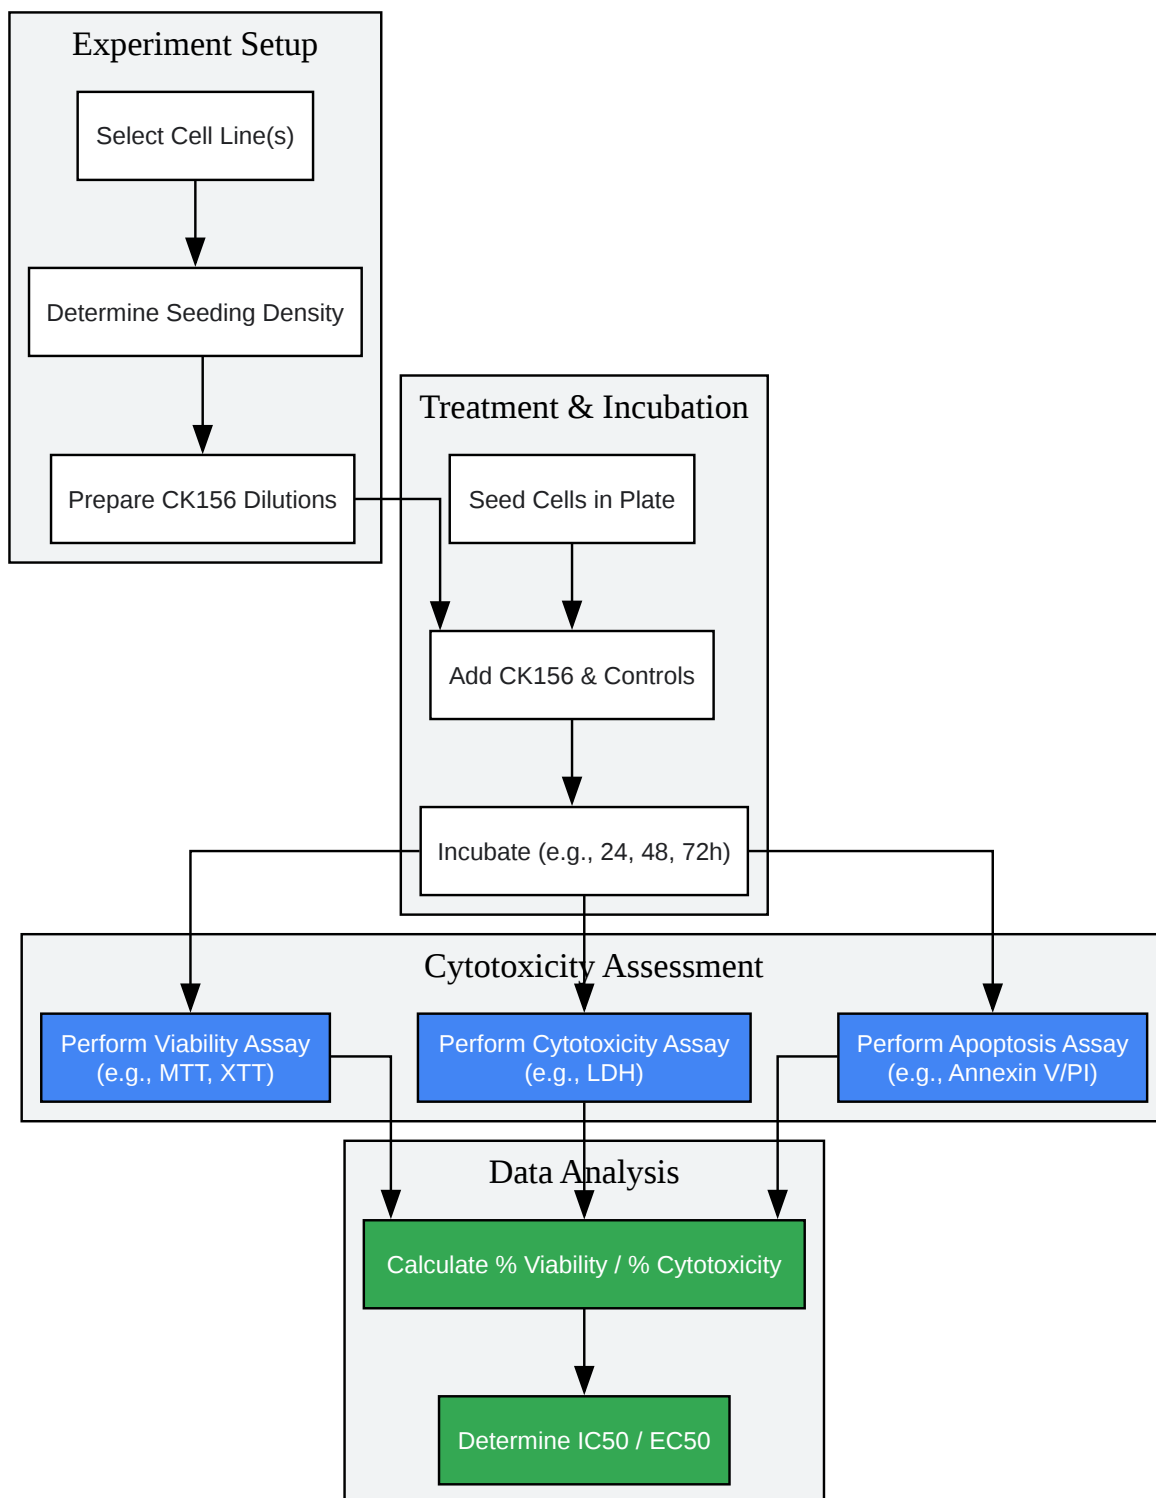 Experiment Setup
Select Cell Line(s)
Determine Seeding Density
Prepare CK156 Dilutions
Treatment & Incubation
Seed Cells in Plate
Add CK156 & Controls
Incubate (e.g., 24, 48, 72h)
Cytotoxicity Assessment
Perform Viability Assay
(e.g., MTT, XTT)
Perform Cytotoxicity Assay
(e.g., LDH)
Perform Apoptosis Assay
(e.g., Annexin V/PI)
Data Analysis
Calculate % Viability / % Cytotoxicity
Determine IC50 / EC50